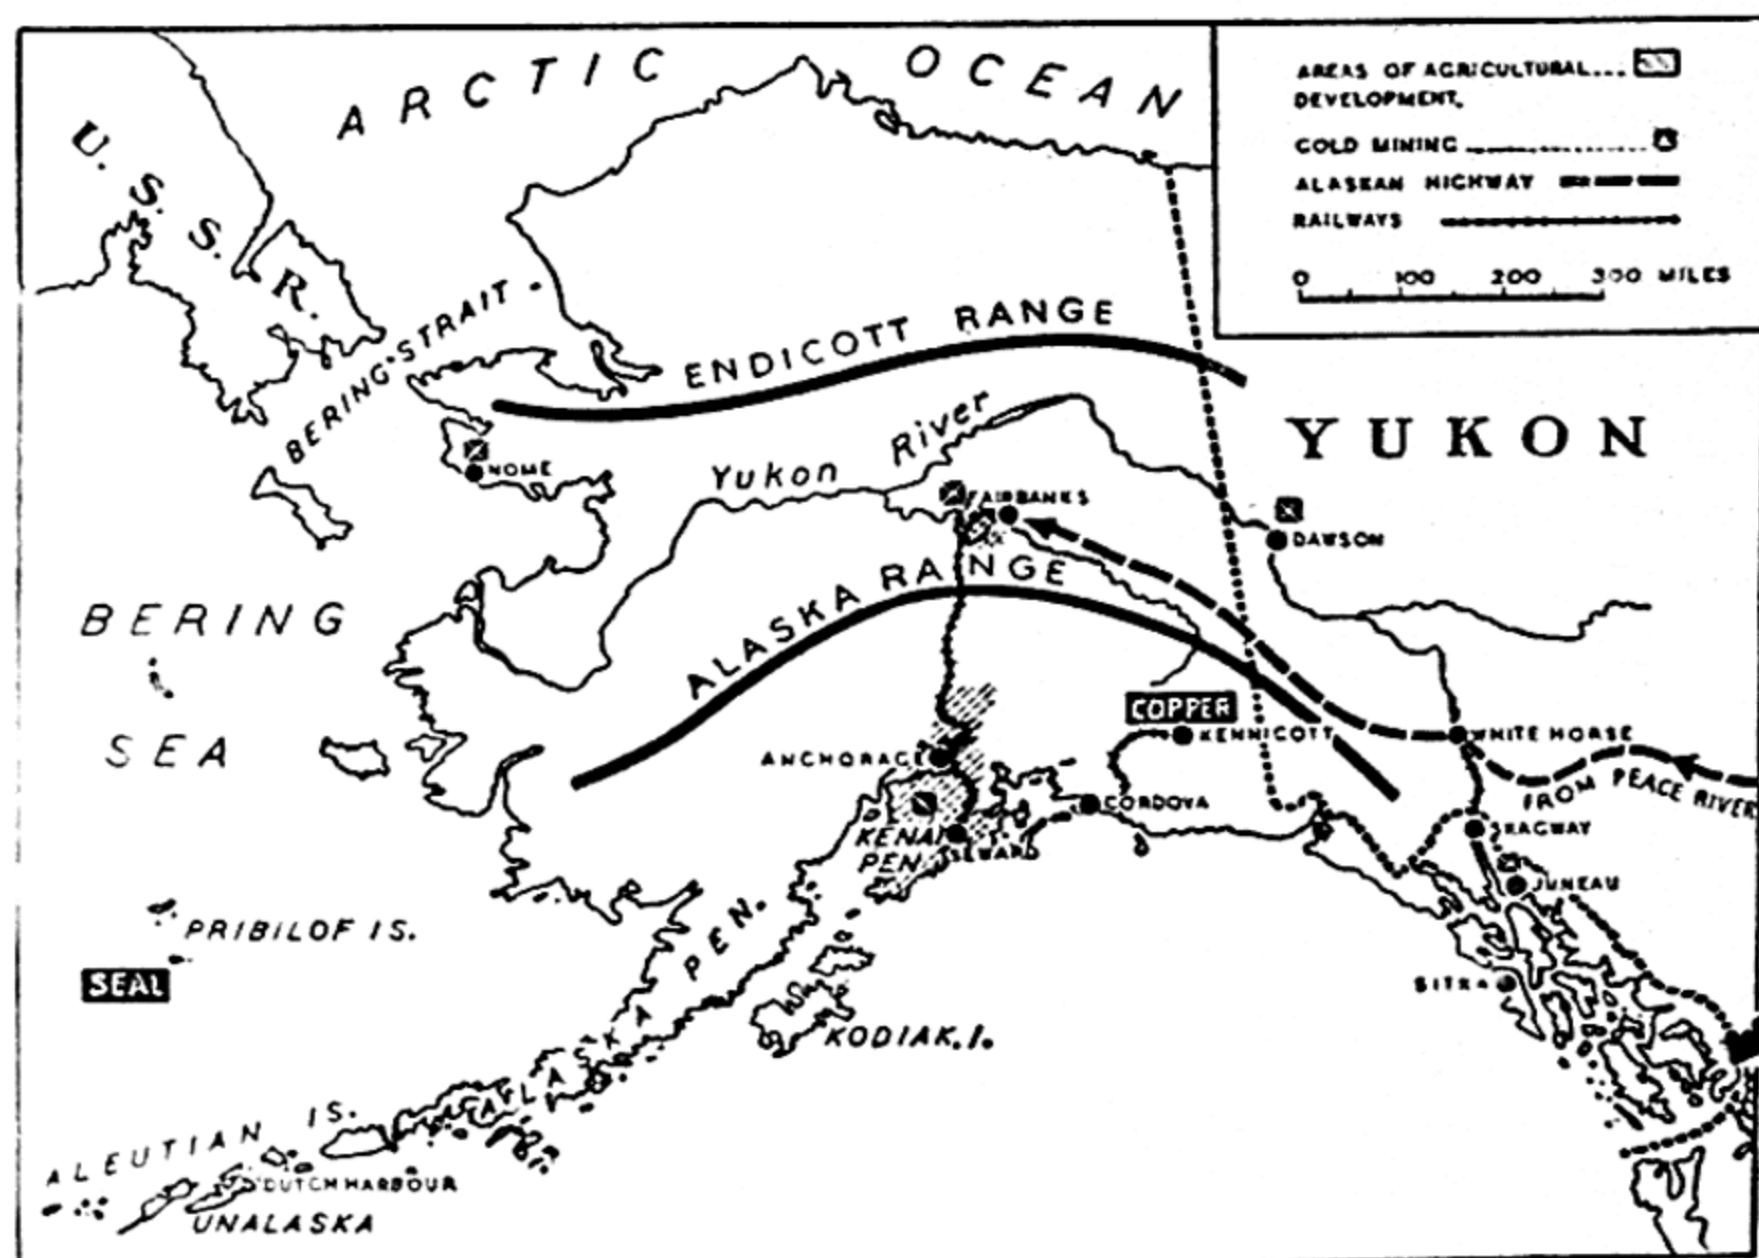 ARCTIC OCEAN
U. S. S. R.
AREAS OF AGRICULTURAL...
DEVELOPMENT.
GOLD MINING
ALASKAN HIGHWAY
RAILWAYS
0 100 200 300 MILES
BERING STRAIT
ENDICOTT RANGE
YUKON
Yukon River
NOME
FAIRBANKS
DAWSON
ALASKA RANGE
BERING
SEA
COPPER
KENNICOTT
WHITE HORSE
FROM PEACE RIVER
ANCHORAGE
CORDOVA
KENAI
PEN.
SEWARD
SKAGWAY
JUNEAU
PRIBILOF IS.
SEAL
SITKA
ALASKA PEN.
KODIAK. I.
ALEUTIAN IS.
DUTCH HARBOUR
UNALASKA